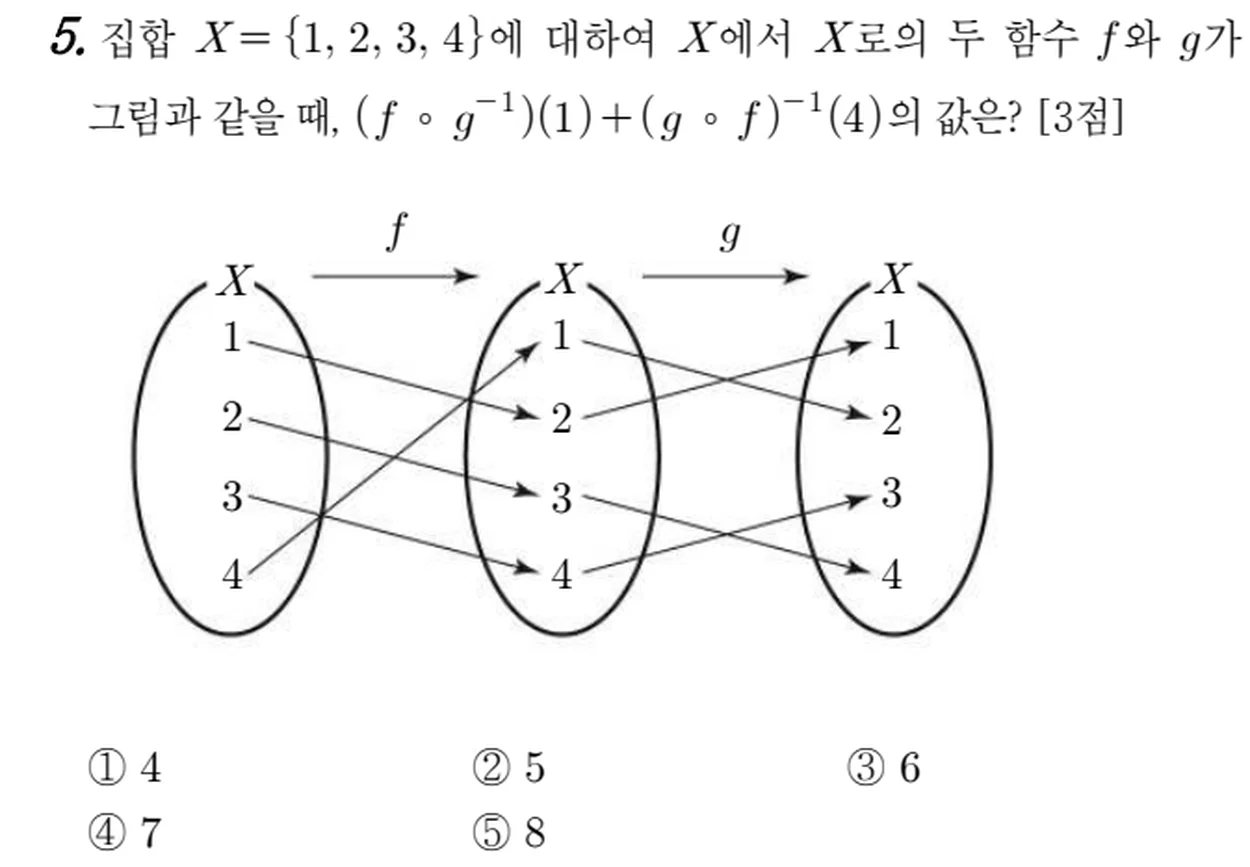 5. 집합 X={1, 2, 3, 4}에 대하여 X에서 X로의 두 함수 f와 g가
그림과 같을 때, (f∘g⁻¹)(1)+(g∘f)⁻¹(4)의 값은? [3점]
f g
X X X
1 1 1
2 2 2
3 3 3
4 4 4
① 4 ② 5 ③ 6
④ 7 ⑤ 8